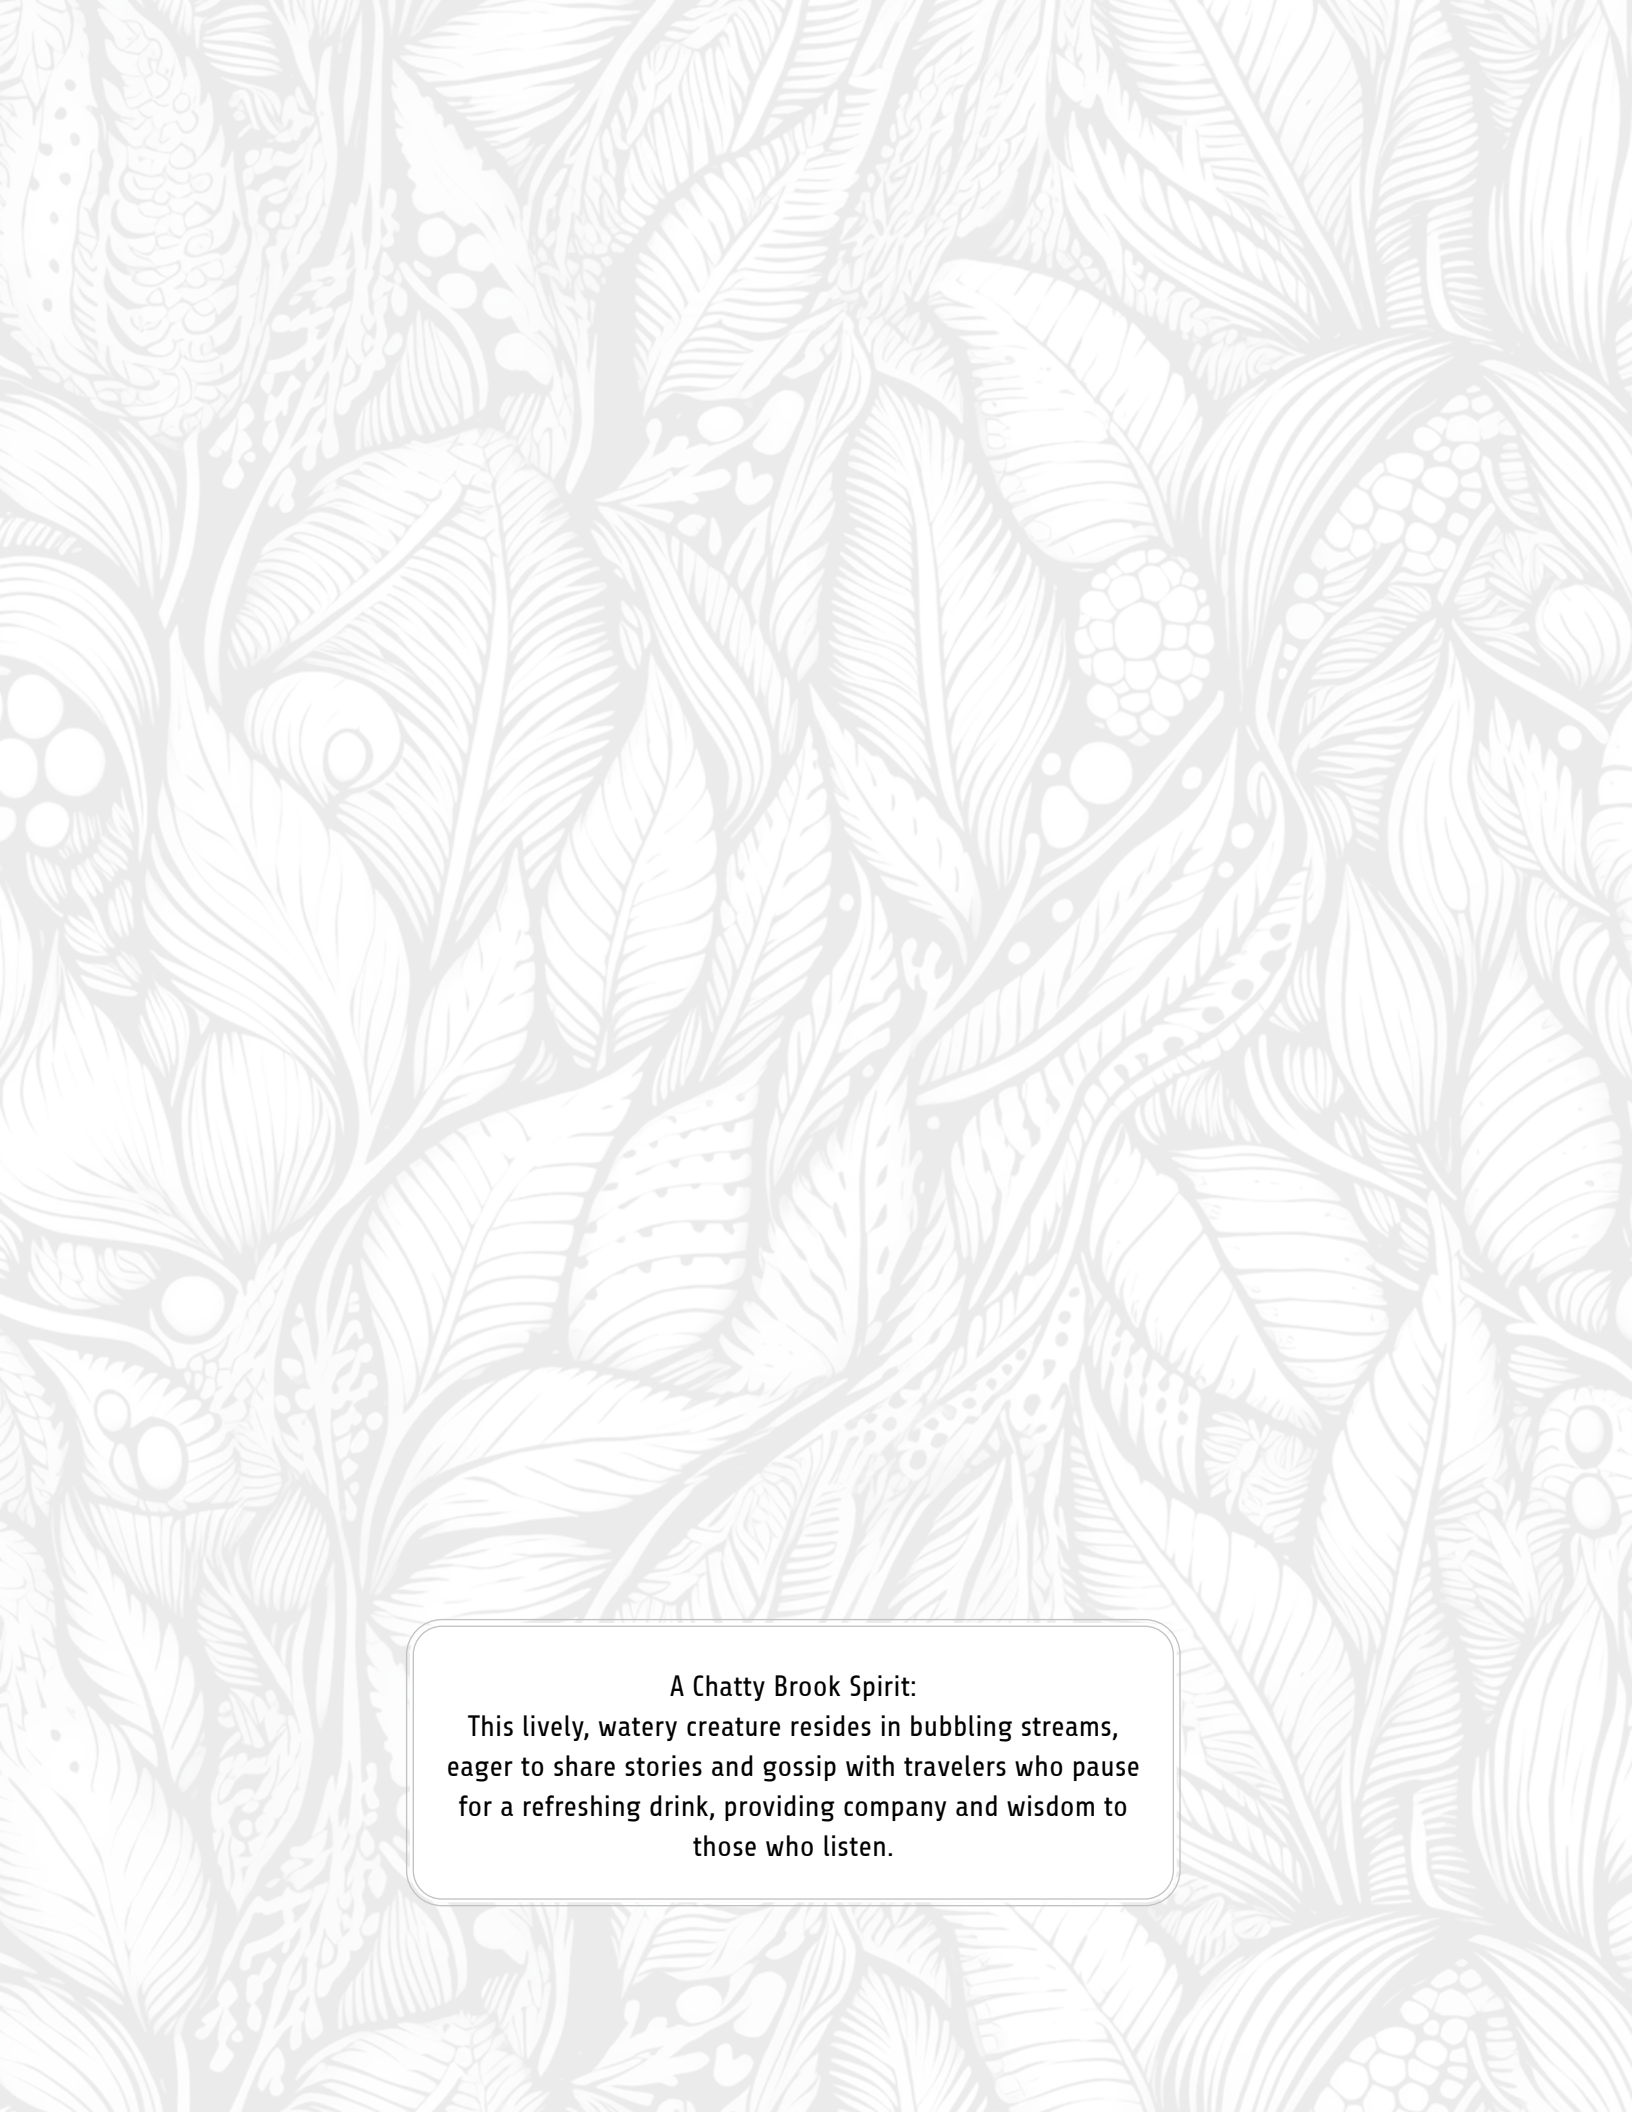 A Chatty Brook Spirit:
This lively, watery creature resides in bubbling streams,
eager to share stories and gossip with travelers who pause
for a refreshing drink, providing company and wisdom to
those who listen.